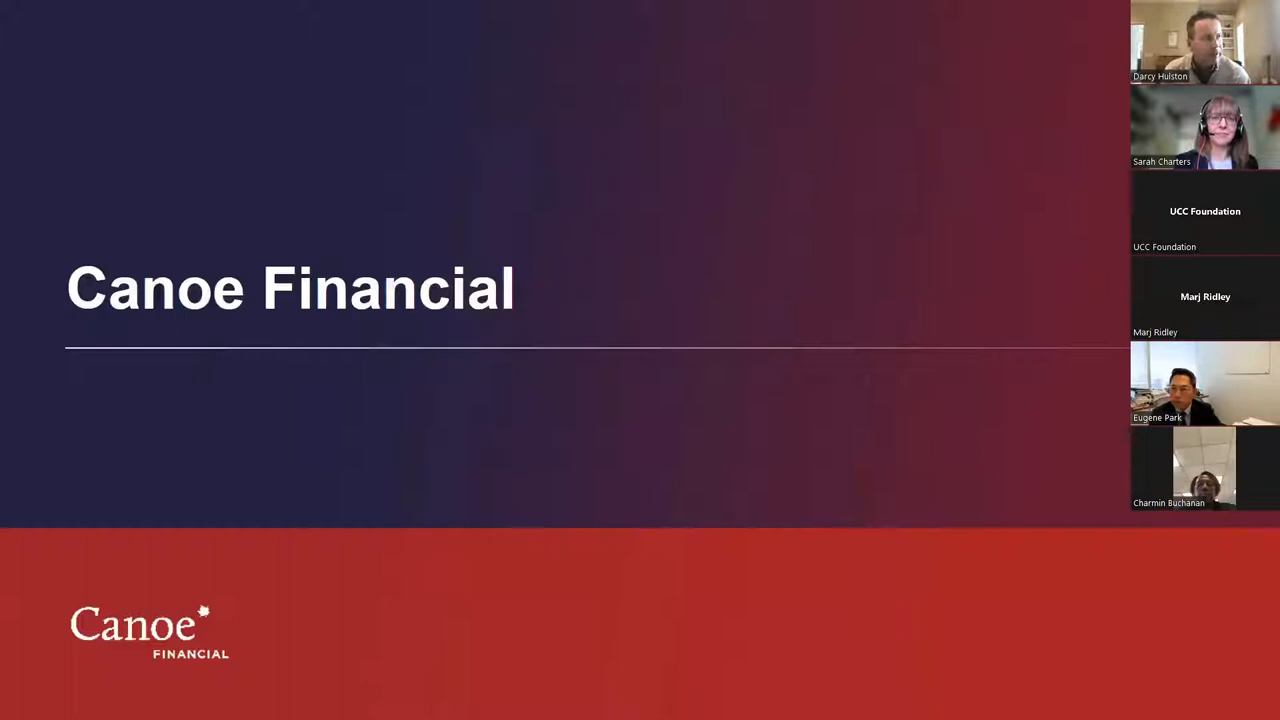 Canoe Financial
Canoe
FINANCIAL
Darcy Hulston
Sarah Charters
UCC Foundation
UCC Foundation
Marj Ridley
Marj Ridley
Eugene Park
Charmin Buchanan